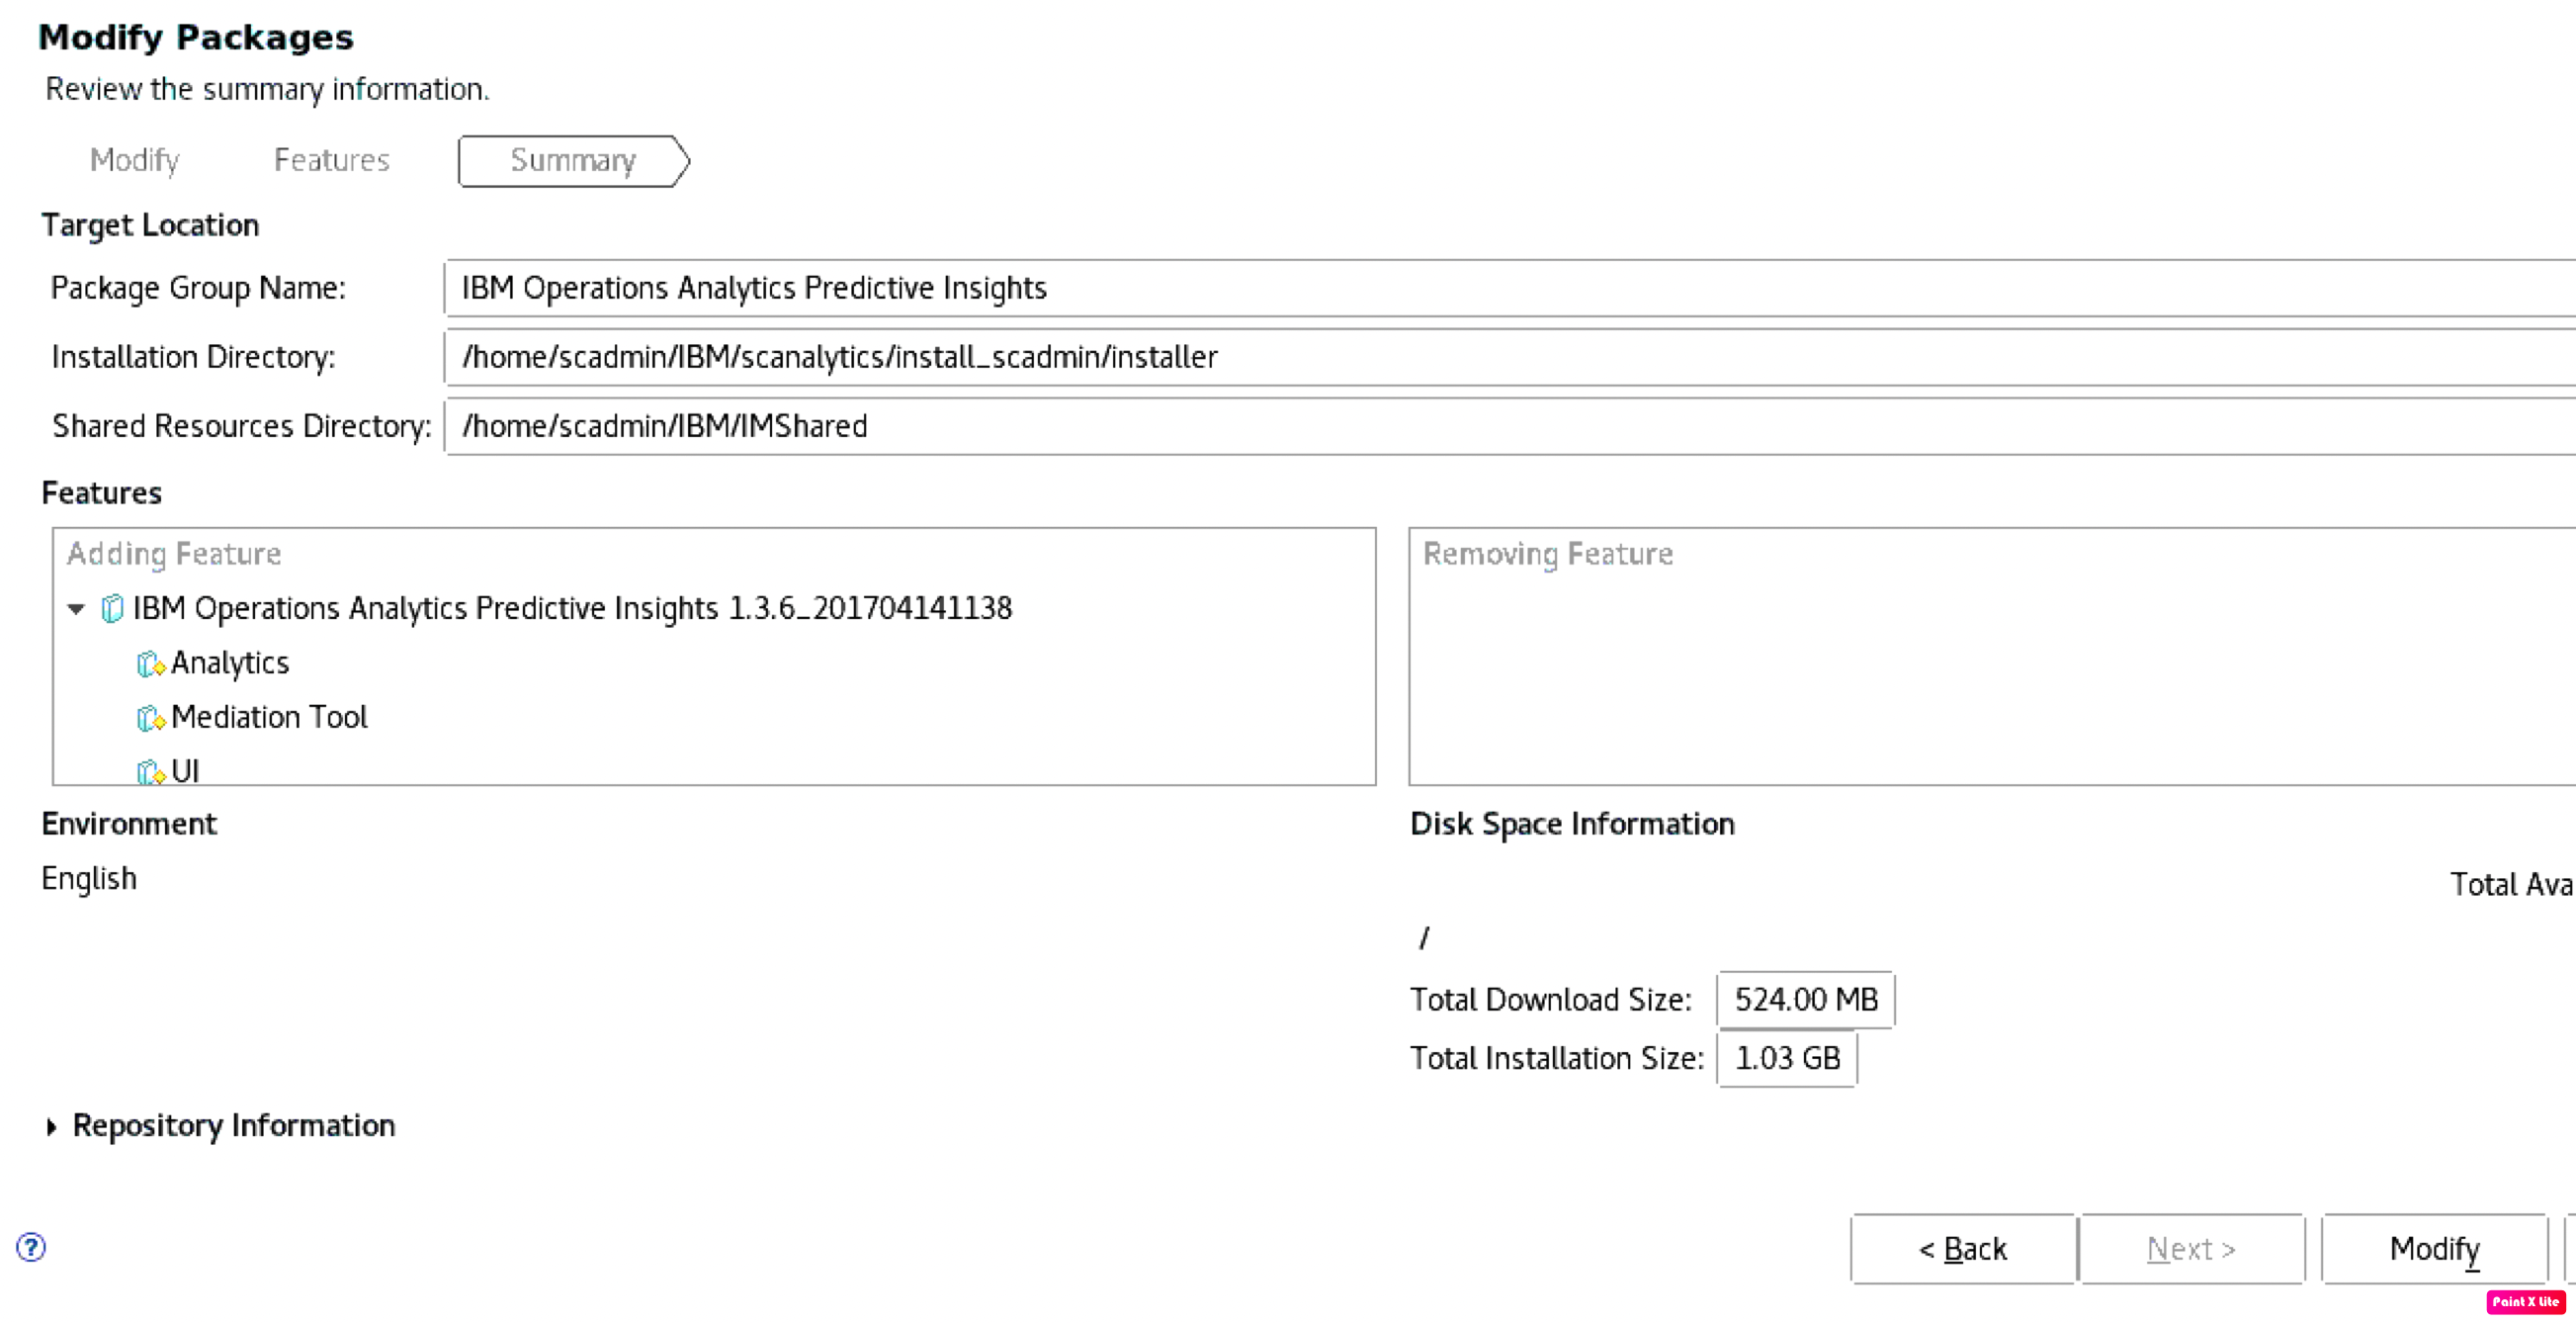 Modify Packages
Review the summary information.
Modify Features Summary
Target Location
Package Group Name: IBM Operations Analytics Predictive Insights
Installation Directory: /home/scadmin/IBM/scanalytics/install_scadmin/installer
Shared Resources Directory: /home/scadmin/IBM/IMShared
Features
Adding Feature
IBM Operations Analytics Predictive Insights 1.3.6_201704141138
Analytics
Mediation Tool
UI
Removing Feature
Environment
English
Disk Space Information
Total Ava
/
Total Download Size: 524.00 MB
Total Installation Size: 1.03 GB
Repository Information
?
< Back Next > Modify
Paint X lite